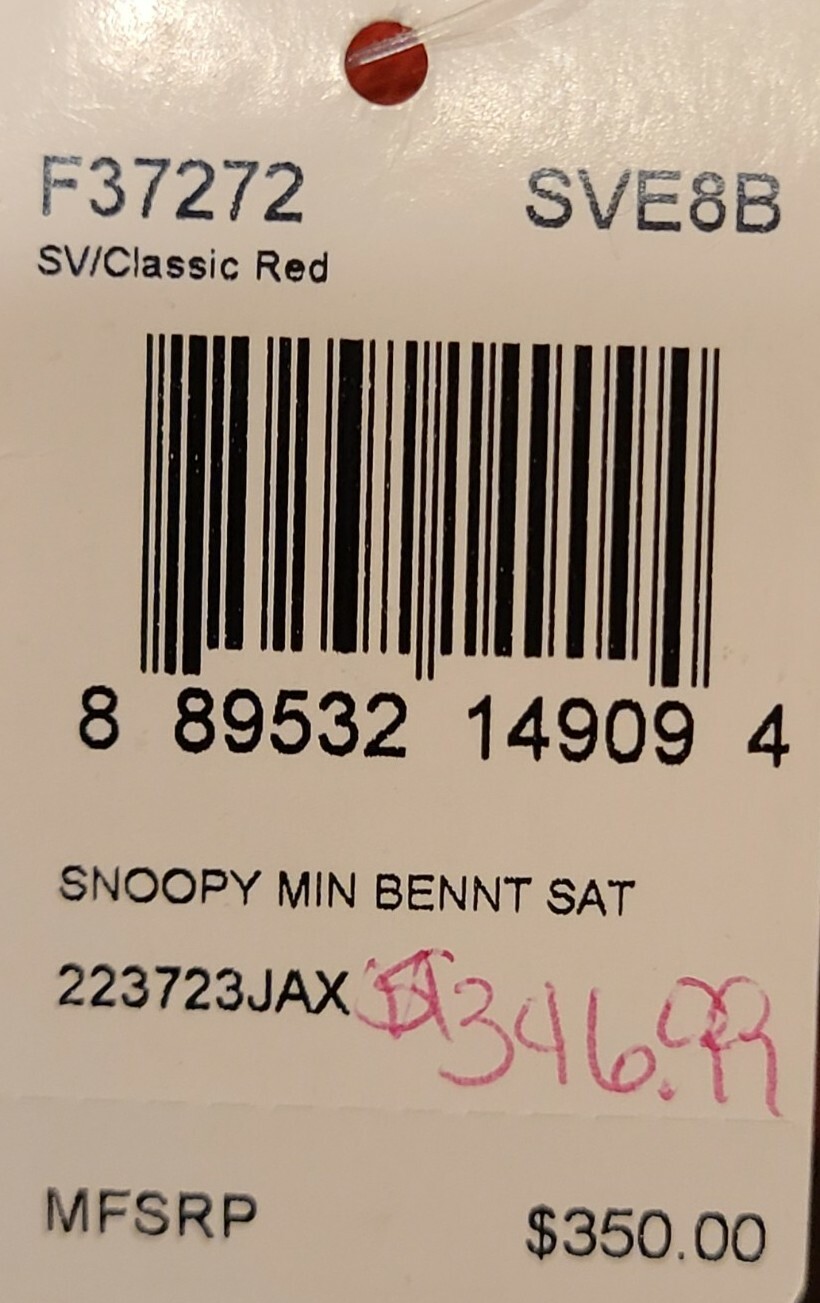 F37272 SVE8B
SV/Classic Red
8 89532 14909 4
SNOOPY MIN BENNT SAT
223723JAX $346.99
MFSRP $350.00